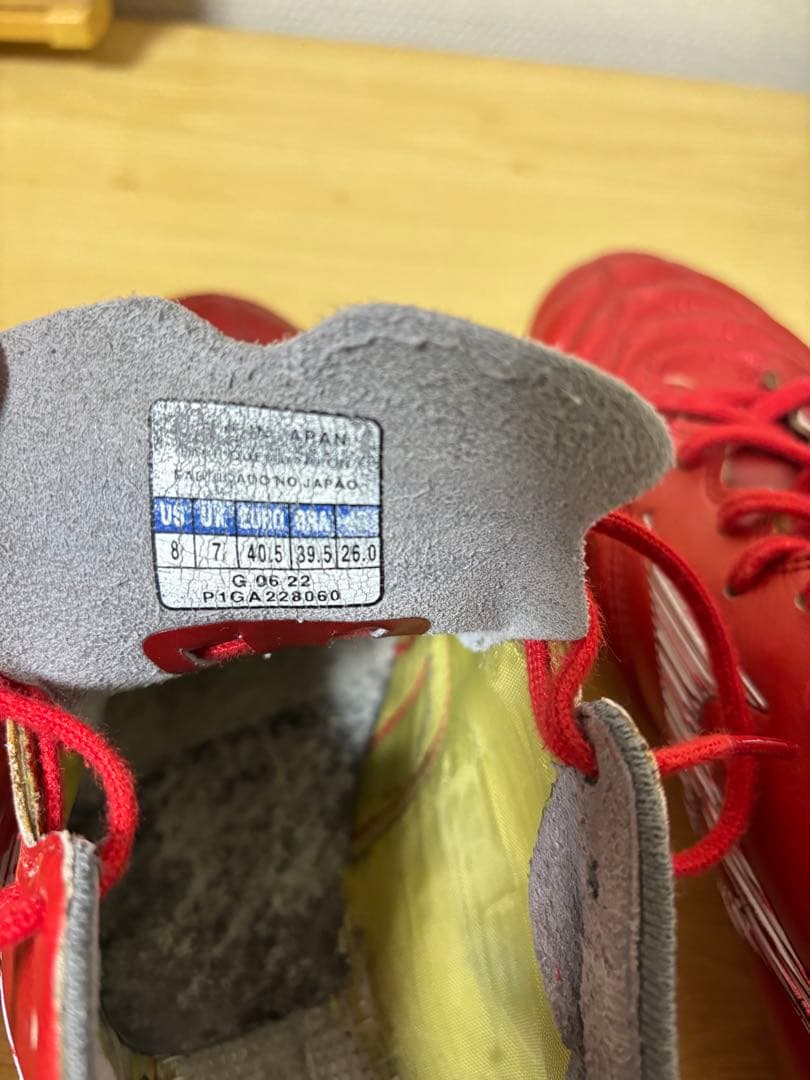 JAPAN
FABRICADO NO JAPÃO
US UK EURO BRA
8 7 40.5 39.5 26.0
G 06 22
P1GA228060